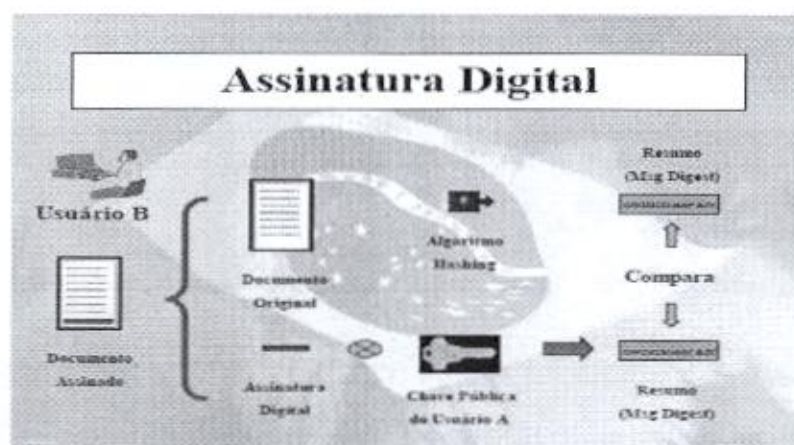 Assinatura Digital
Usuário B
Documento
Assinado
Documento
Original
Assinatura
Digital
Algoritmo
Hashing
Chave Pública
do Usuário A
Resumo
(Msg Digest)
Compara
Resumo
(Msg Digest)